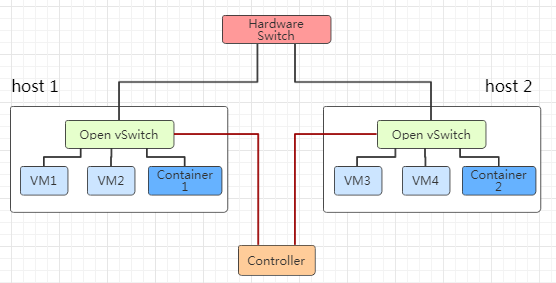 Hardware
Switch
host 1
host 2
Open vSwitch
Open vSwitch
VM1
VM2
Container
1
VM3
VM4
Container
2
Controller